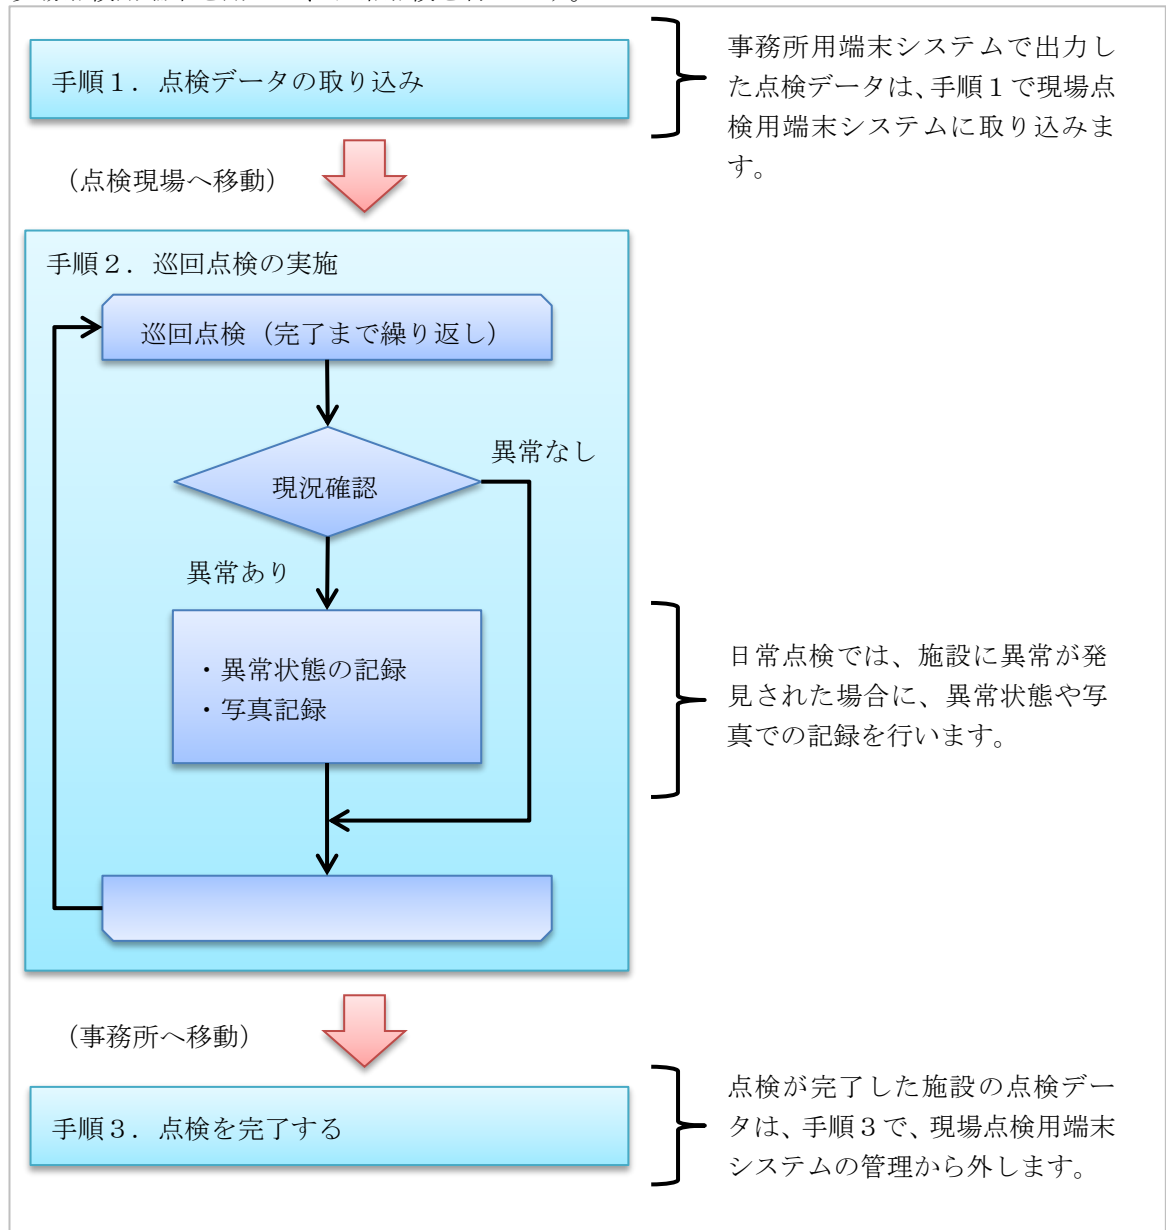 手順１．点検データの取り込み
事務所用端末システムで出力し
た点検データは、手順１で現場点
検用端末システムに取り込みま
す。
（点検現場へ移動）
手順２．巡回点検の実施
巡回点検（完了まで繰り返し）
異常なし
現況確認
異常あり
・異常状態の記録
・写真記録
日常点検では、施設に異常が発
見された場合に、異常状態や写
真での記録を行います。
（事務所へ移動）
手順３．点検を完了する
点検が完了した施設の点検デー
タは、手順３で、現場点検用端末
システムの管理から外します。